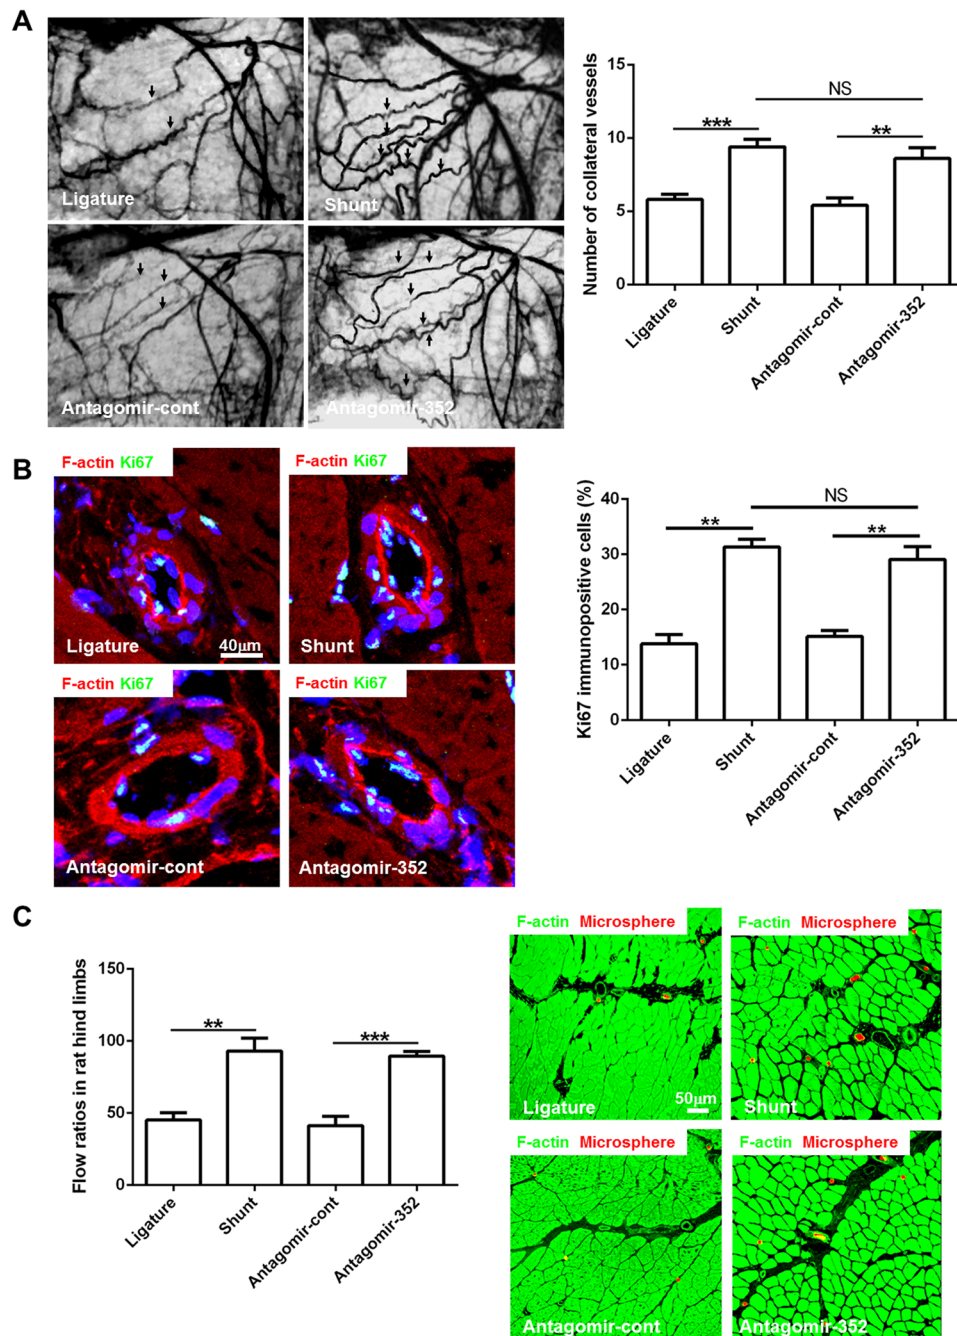 A
Ligature
Shunt
Antagomir-cont
Antagomir-352
Number of collateral vessels
15
10
5
0
***
NS
**
Ligature
Shunt
Antagomir-cont
Antagomir-352
B
F-actin Ki67
Ligature
40μm
F-actin Ki67
Shunt
F-actin Ki67
Antagomir-cont
F-actin Ki67
Antagomir-352
Ki67 immunopositive cells (%)
40
30
20
10
0
**
NS
**
Ligature
Shunt
Antagomir-cont
Antagomir-352
C
Flow ratios in rat hind limbs
150
100
50
0
**
***
Ligature
Shunt
Antagomir-cont
Antagomir-352
F-actin Microsphere
Ligature
50μm
F-actin Microsphere
Shunt
F-actin Microsphere
Antagomir-cont
F-actin Microsphere
Antagomir-352